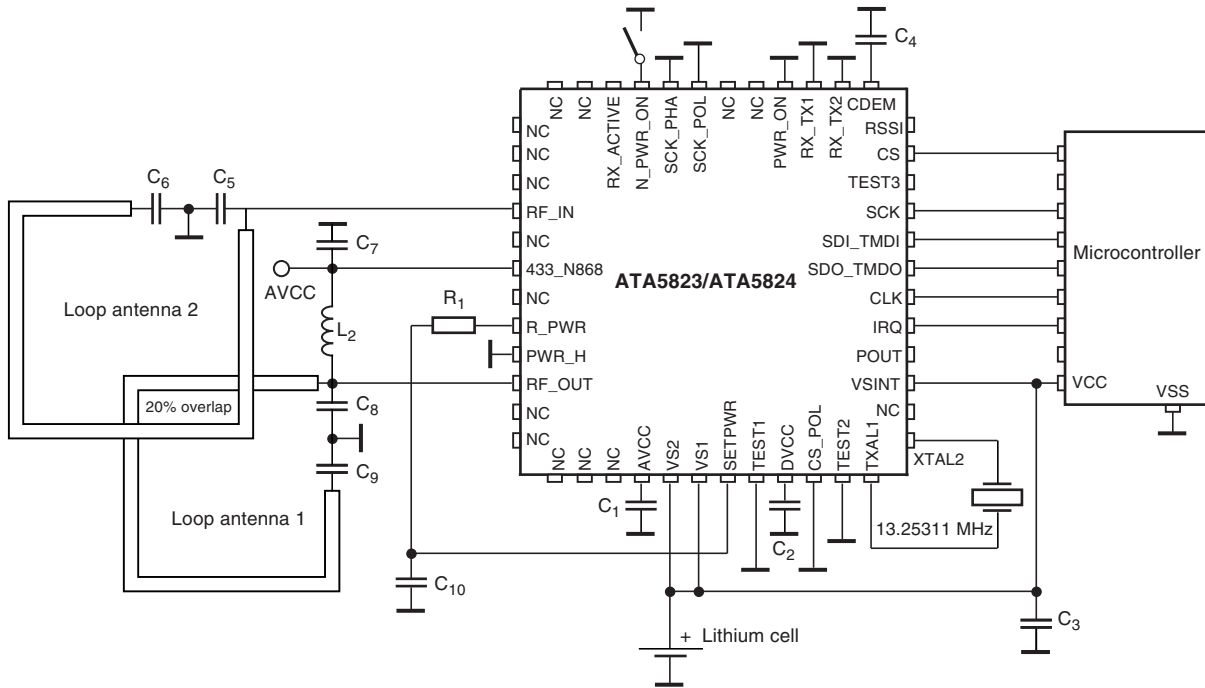 C4
NC
NC
RX_ACTIVE
N_PWR_ON
SCK_PHA
SCK_POL
NC
NC
PWR_ON
RX_TX1
RX_TX2
CDEM
NC
RSSI
NC
CS
NC
TEST3
C6
C5
RF_IN
SCK
NC
SDI_TMDI
C7
Microcontroller
AVCC
433_N868
ATA5823/ATA5824
SDO_TMDO
Loop antenna 2
NC
CLK
R1
L2
R_PWR
IRQ
PWR_H
POUT
RF_OUT
VSINT
VCC
VSS
20% overlap
C8
NC
NC
NC
XTAL2
C9
NC
NC
NC
AVCC
VS2
VS1
SETPWR
TEST1
DVCC
CS_POL
TEST2
TXAL1
Loop antenna 1
C1
C2
13.25311 MHz
C10
C3
+ Lithium cell